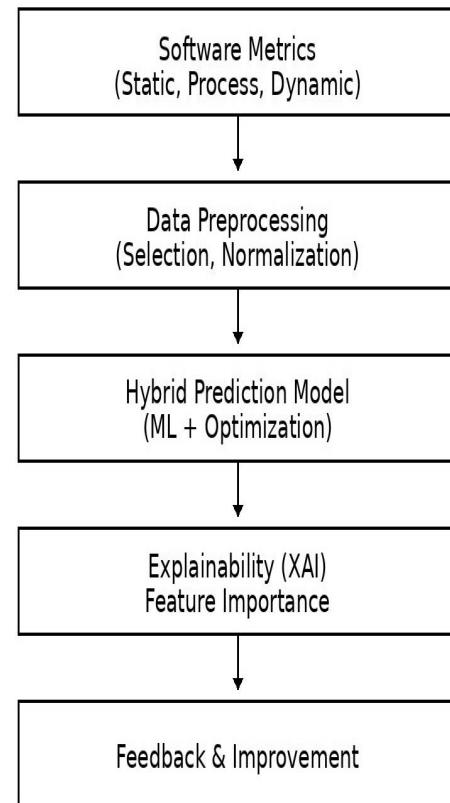 Software Metrics
(Static, Process, Dynamic)
Data Preprocessing
(Selection, Normalization)
Hybrid Prediction Model
(ML + Optimization)
Explainability (XAI)
Feature Importance
Feedback & Improvement